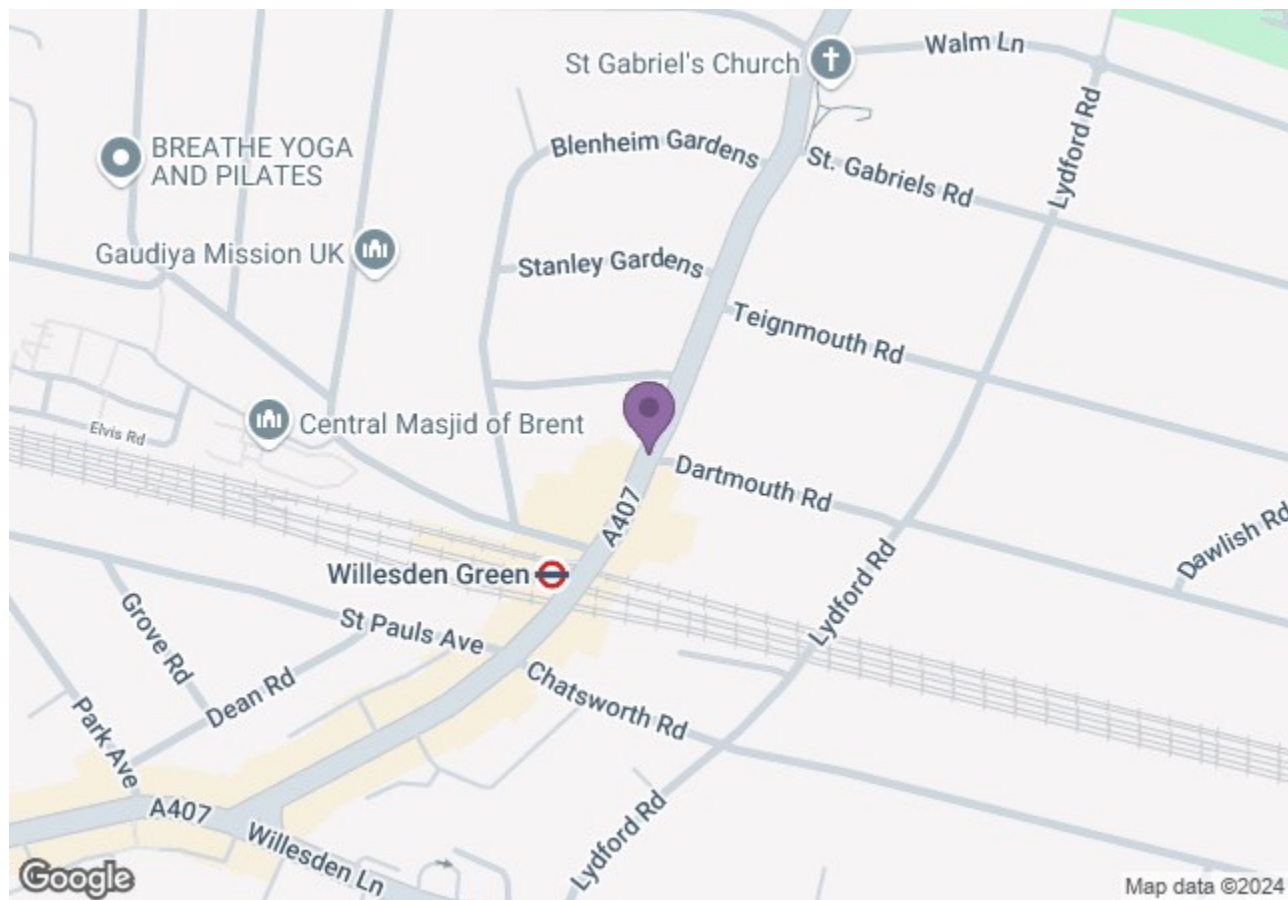 Walm Ln
St Gabriel's Church
Lydford Rd
BREATHE YOGA
AND PILATES
Blenheim Gardens
St. Gabriels Rd
Gaudiya Mission UK
Stanley Gardens
Teignmouth Rd
Central Masjid of Brent
Elvis Rd
Dartmouth Rd
A407
Dawlish Rd
Willesden Green
Lydford Rd
St Pauls Ave
Grove Rd
Dean Rd
Chatsworth Rd
Park Ave
A407
Willesden Ln
Lydford Rd
Google
Map data ©2024